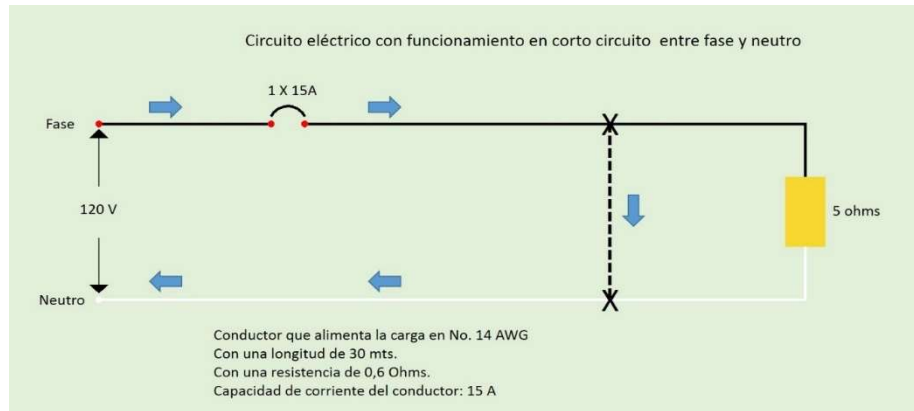 Circuito eléctrico con funcionamiento en corto circuito entre fase y neutro
1 X 15A
Fase
X
120 V
5 ohms
Neutro
X
Conductor que alimenta la carga en No. 14 AWG
Con una longitud de 30 mts.
Con una resistencia de 0,6 Ohms.
Capacidad de corriente del conductor: 15 A